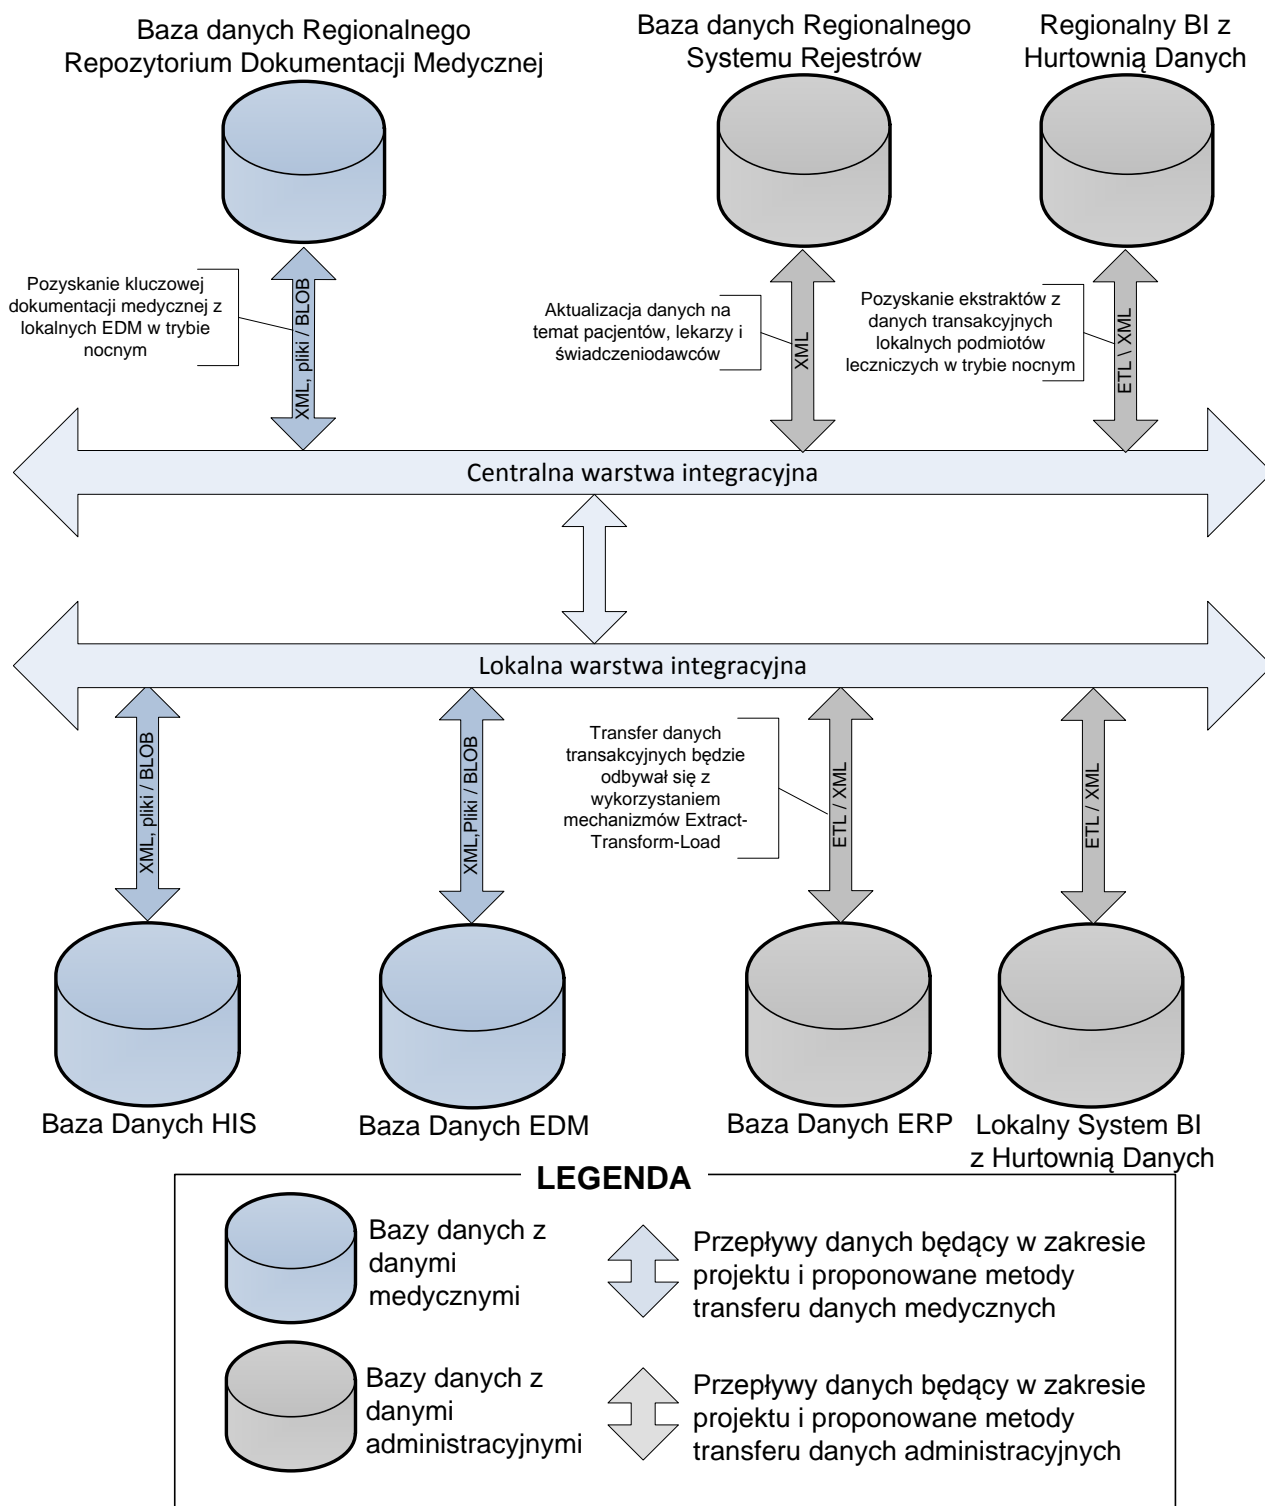 Baza danych Regionalnego
Repozytorium Dokumentacji Medycznej
Baza danych Regionalnego
Systemu Rejestrów
Regionalny BI z
Hurtownią Danych
Pozyskanie kluczowej
dokumentacji medycznej z
lokalnych EDM w trybie
nocnym
XML, pliki / BLOB
Aktualizacja danych na
temat pacjentów, lekarzy i
świadczeniodawców
XML
Pozyskanie ekstraktów z
danych transakcyjnych
lokalnych podmiotów
leczniczych w trybie nocnym
ETL \ XML
Centralna warstwa integracyjna
Lokalna warstwa integracyjna
XML, pliki / BLOB
XML,Pliki / BLOB
Transfer danych
transakcyjnych będzie
odbywał się z
wykorzystaniem
mechanizmów Extract-
Transform-Load
ETL / XML
ETL / XML
Baza Danych HIS
Baza Danych EDM
Baza Danych ERP
Lokalny System BI
z Hurtownią Danych
LEGENDA
Bazy danych z
danymi
medycznymi
Przepływy danych będący w zakresie
projektu i proponowane metody
transferu danych medycznych
Bazy danych z
danymi
administracyjnymi
Przepływy danych będący w zakresie
projektu i proponowane metody
transferu danych administracyjnych